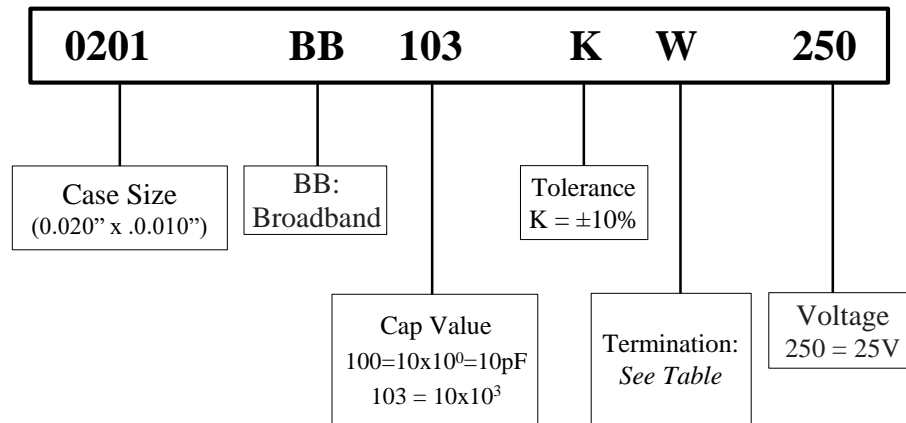 0201 BB 103 K W 250
Case Size
(0.020” x .0.010”)
BB:
Broadband
Cap Value
100=10x10⁰=10pF
103 = 10x10³
Tolerance
K = ±10%
Termination:
See Table
Voltage
250 = 25V